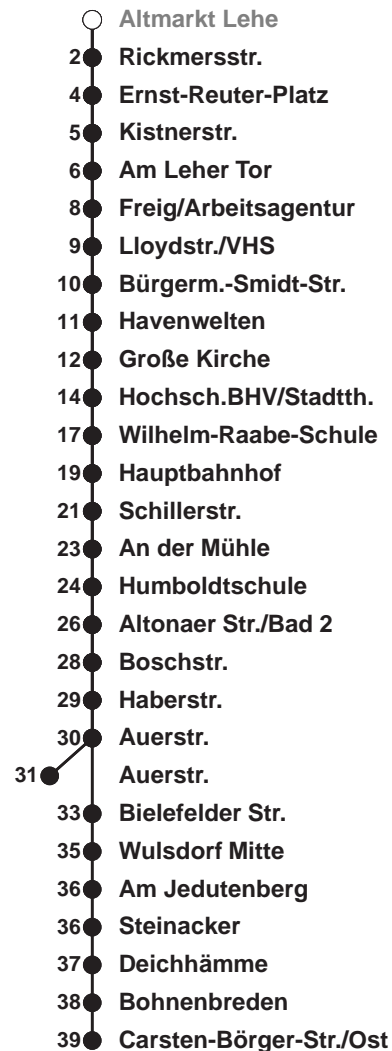 Altmarkt Lehe
2 Rickmersstr.
4 Ernst-Reuter-Platz
5 Kistnerstr.
6 Am Leher Tor
8 Freig/Arbeitsagentur
9 Lloydstr./VHS
10 Bürgerm.-Smidt-Str.
11 Havenwelten
12 Große Kirche
14 Hochsch.BHV/Stadtth.
17 Wilhelm-Raabe-Schule
19 Hauptbahnhof
21 Schillerstr.
23 An der Mühle
24 Humboldtschule
26 Altonaer Str./Bad 2
28 Boschstr.
29 Haberstr.
30 Auerstr.
31 Auerstr.
33 Bielefelder Str.
35 Wulsdorf Mitte
36 Am Jedutenberg
36 Steinacker
37 Deichhämme
38 Bohnenbreden
39 Carsten-Börger-Str./Ost